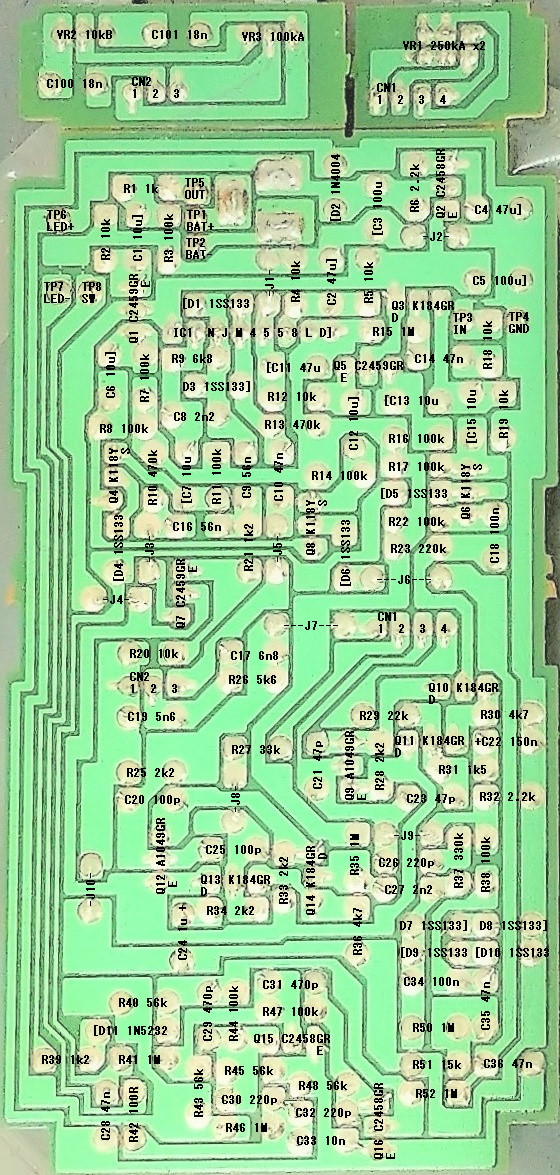 VR2 10kB
C101 18n
VR3 100kA
VR1 250kA x2
C100 18n
CN2
1 2 3
CN1
1 2 3 4
R1 1k
TP5
OUT
[D2 1N4004
[C3 100u
R6 2.2k
Q2 C2458GR
E
C4 47u]
TP6
LED+
TP1
BAT+
TP2
BAT-
R2 10k
C1 10u]
R3 100k
--J2--
TP7
LED-
TP8
SW
Q1 C2459GR
E
--J1--
R4 10k
C2 47u]
R5 10k
C5 100u]
[D1 1SS133
Q3 K184GR
D
TP3
IN
TP4
GND
IC1 N J M 4 5 5 8 L D]
R15 1M
R18 10k
C6 10u]
R7 100k
R9 6k8
[C11 47u
Q5 C2459GR
E
C14 47n
D3 1SS133]
R12 10k
C12 10u]
[C13 10u
C8 2n2
R8 100k
R13 470k
R16 100k
[C15 10u
R19 10k
Q4 K118Y
S
R10 470k
[C7 10u
R11 100k
C9 56n
C10 47n
R14 100k
R17 100k
[D5 1SS133
Q6 KJ18Y
S
C16 56n
R21 1k2
Q8 K118Y
S
[D6 1SS133
R22 100k
R23 220k
C18 100n
[D4 1SS133
--J3--
--J5--
Q7 C2459GR
E
---J6---
--J4--
---J7---
CN1
1 2 3 4
R20 10k
C17 6n8
CN2
1 2 3
R26 5k6
Q10 K184GR
D
C19 5n6
R29 22k
R30 4k7
R27 33k
C21 47p
Q9 A1049GR
E
R28 2k2
Q11 K184GR
D
+C22 150n
R25 2k2
R31 1k5
C20 100p
C23 47p
R32 2.2k
--J8--
Q12 A1049GR
E
C25 100p
R35 1M
--J9--
R37 330k
R38 100k
Q13 K184GR
D
R33 2k2
Q14 K184GR
D
C26 220p
C27 2n2
--J10--
R34 2k2
C24 1u +
R36 4k7
D7 1SS133]
D8 1SS133]
[D9 1SS133
[D10 1SS133
C31 470p
C34 100n
R40 56k
C29 470p
R44 100k
R47 100k
C35 47n
[D11 1N5232
Q15 C2458GR
E
R50 1M
R39 1k2
R41 1M
R45 56k
R51 15k
C36 47n
R43 56k
R48 56k
R52 1M
C28 47n
R42 100R
C30 220p
C32 220p
Q16 C2458GR
E
R46 1M
C33 10n